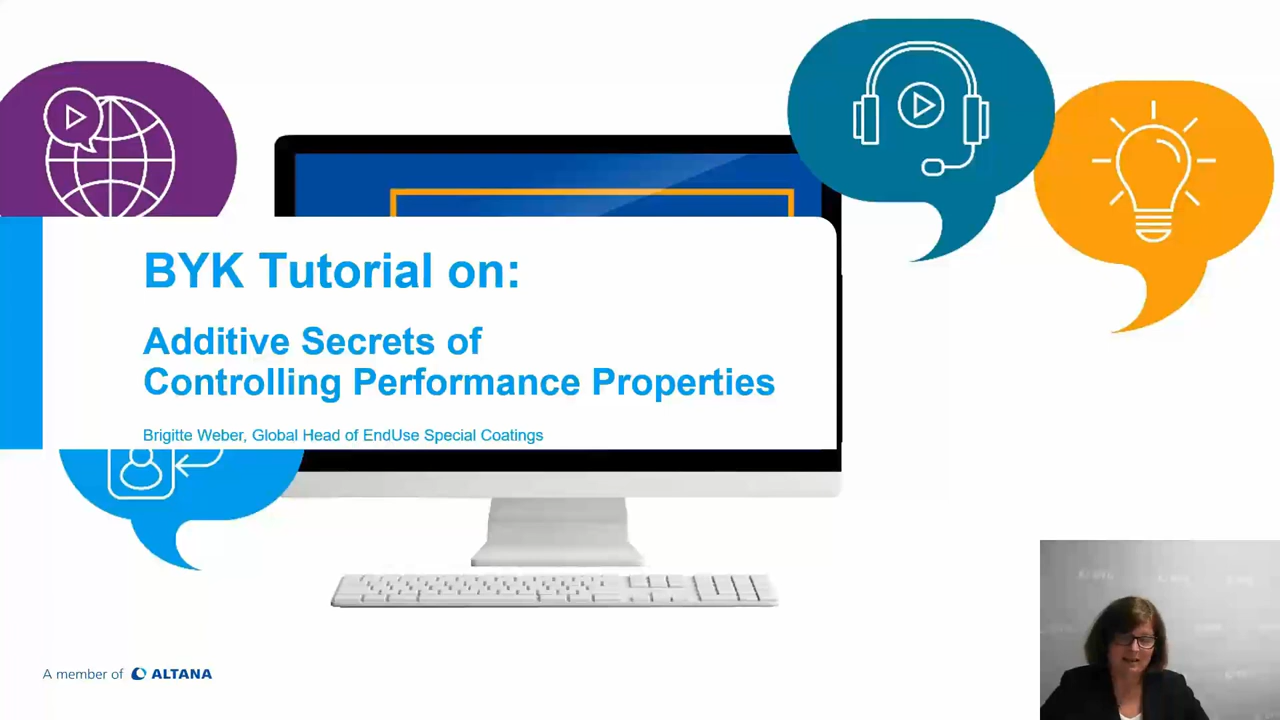 BYK Tutorial on:
Additive Secrets of
Controlling Performance Properties
Brigitte Weber, Global Head of EndUse Special Coatings
A member of ALTANA